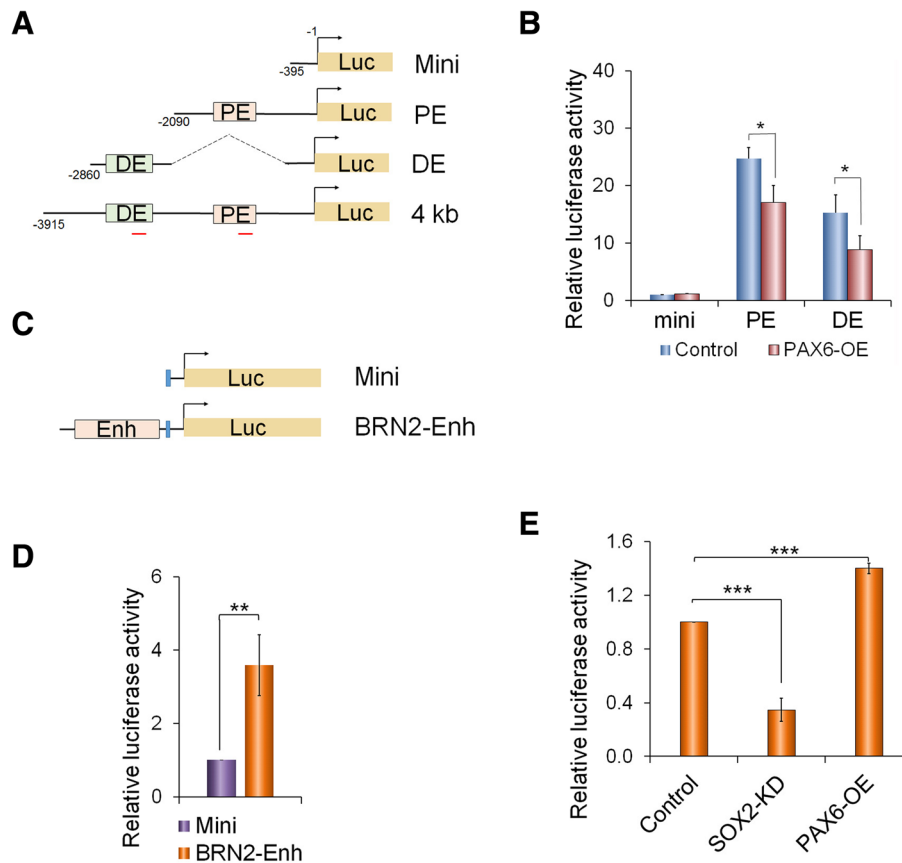 A
-1
-395
Luc
Mini
PE
-2090
Luc
PE
DE
-2860
Luc
DE
DE
PE
-3915
Luc
4 kb
B
Relative luciferase activity
40
30
20
10
0
*
*
mini PE DE
Control PAX6-OE
C
Luc
Mini
Enh
Luc
BRN2-Enh
D
Relative luciferase activity
6
4
2
0
**
Mini
BRN2-Enh
E
Relative luciferase activity
1.6
1.2
0.8
0.4
0.0
***
***
Control
SOX2-KD
PAX6-OE